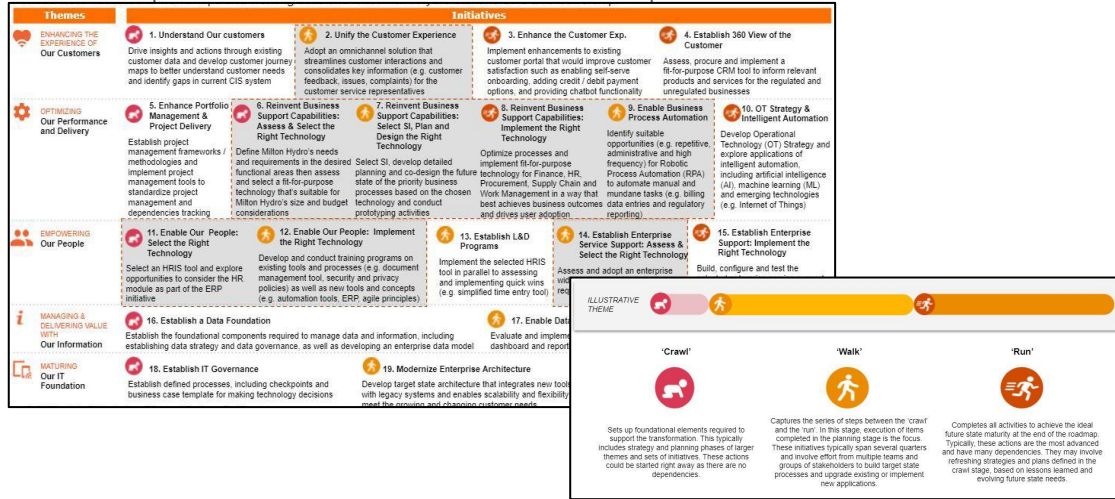 Themes
Initiatives
ENHANCING THE
EXPERIENCE OF
Our Customers
1. Understand Our customers
Drive insights and actions through existing
customer data and develop customer journey
maps to better understand customer needs
and identify gaps in current CIS system
2. Unify the Customer Experience
Adopt an omnichannel solution that
streamlines customer interactions and
consolidates key information (e.g. customer
feedback, issues, complaints) for the
customer service representatives
3. Enhance the Customer Exp.
Implement enhancements to existing
customer portal that would improve customer
satisfaction such as enabling self-serve
onboarding, adding credit / debit payment
options, and providing chatbot functionality
4. Establish 360 View of the
Customer
Assess, procure and implement a
fit-for-purpose CRM tool to inform relevant
products and services for the regulated and
unregulated businesses
OPTIMIZING
Our Performance
and Delivery
5. Enhance Portfolio
Management &
Project Delivery
Establish project
management frameworks /
methodologies and
implement project
management tools to
standardize project
management and
dependencies tracking
6. Reinvent Business
Support Capabilities:
Assess & Select the
Right Technology
Define Milton Hydro's needs
and requirements in the desired
functional areas then assess
and select a fit-for-purpose
technology that's suitable for
Milton Hydro's size and budget
considerations
7. Reinvent Business
Support Capabilities:
Select SI, Plan and
Design the Right
Technology
Select SI, develop detailed
planning and co-design the future
state of the priority business
processes based on the chosen
technology and conduct
prototyping activities
8. Reinvent Business
Support Capabilities:
Implement the Right
Technology
Optimize processes and
implement fit-for-purpose
technology for Finance, HR,
Procurement, Supply Chain and
Work Management in a way that
best achieves business outcomes
and drives user adoption
9. Enable Business
Process Automation
Identify suitable
opportunities (e.g. repetitive,
administrative and high
frequency) for Robotic
Process Automation (RPA)
to automate manual and
mundane tasks (e.g. billing
data entries and regulatory
reporting)
10. OT Strategy &
Intelligent Automation
Develop Operational
Technology (OT) Strategy and
explore applications of
intelligent automation,
including artificial intelligence
(AI), machine learning (ML)
and emerging technologies
(e.g. Internet of Things)
EMPOWERING
Our People
11. Enable Our People:
Select the Right
Technology
Select an HRIS tool and explore
opportunities to consider the HR
module as part of the ERP
initiative
12. Enable Our People: Implement
the Right Technology
Develop and conduct training programs on
existing tools and processes (e.g. document
management tool, security and privacy
policies) as well as new tools and concepts
(e.g. automation tools, ERP, agile principles)
13. Establish L&D
Programs
Implement the selected HRIS
tool in parallel to assessing
and implementing quick wins
(e.g. simplified time entry tool)
14. Establish Enterprise
Service Support: Assess &
Select the Right Technology
Assess and adopt an enterprise
15. Establish Enterprise
Support: Implement the
Right Technology
Build, configure and test the
MANAGING &
DELIVERING VALUE
WITH
Our Information
16. Establish a Data Foundation
Establish the foundational components required to manage data and information, including
establishing data strategy and data governance, as well as developing an enterprise data model
17. Enable Data
Evaluate and impleme
dashboard and report
MATURING
Our IT
Foundation
18. Establish IT Governance
Establish defined processes, including checkpoints and
business case template for making technology decisions
19. Modernize Enterprise Architecture
Develop target state architecture that integrates new tools
with legacy systems and enables scalability and flexibility
meet the growing and changing customer needs
ILLUSTRATIVE
THEME
'Crawl'
Sets up foundational elements required to
support the transformation. This typically
includes strategy and planning phases of larger
themes and sets of initiatives. These actions
could be started right away as there are no
dependencies.
'Walk'
Captures the series of steps between the 'crawl'
and the 'run'. In this stage, execution of items
completed in the planning stage is the focus.
These initiatives typically span several quarters
and involve effort from multiple teams and
groups of stakeholders to build target state
processes and upgrade existing or implement
new applications.
'Run'
Completes all activities to achieve the ideal
future state maturity at the end of the roadmap.
Typically, these actions are the most advanced
and have many dependencies. They may involve
refreshing strategies and plans defined in the
crawl stage, based on lessons learned and
evolving future state needs.